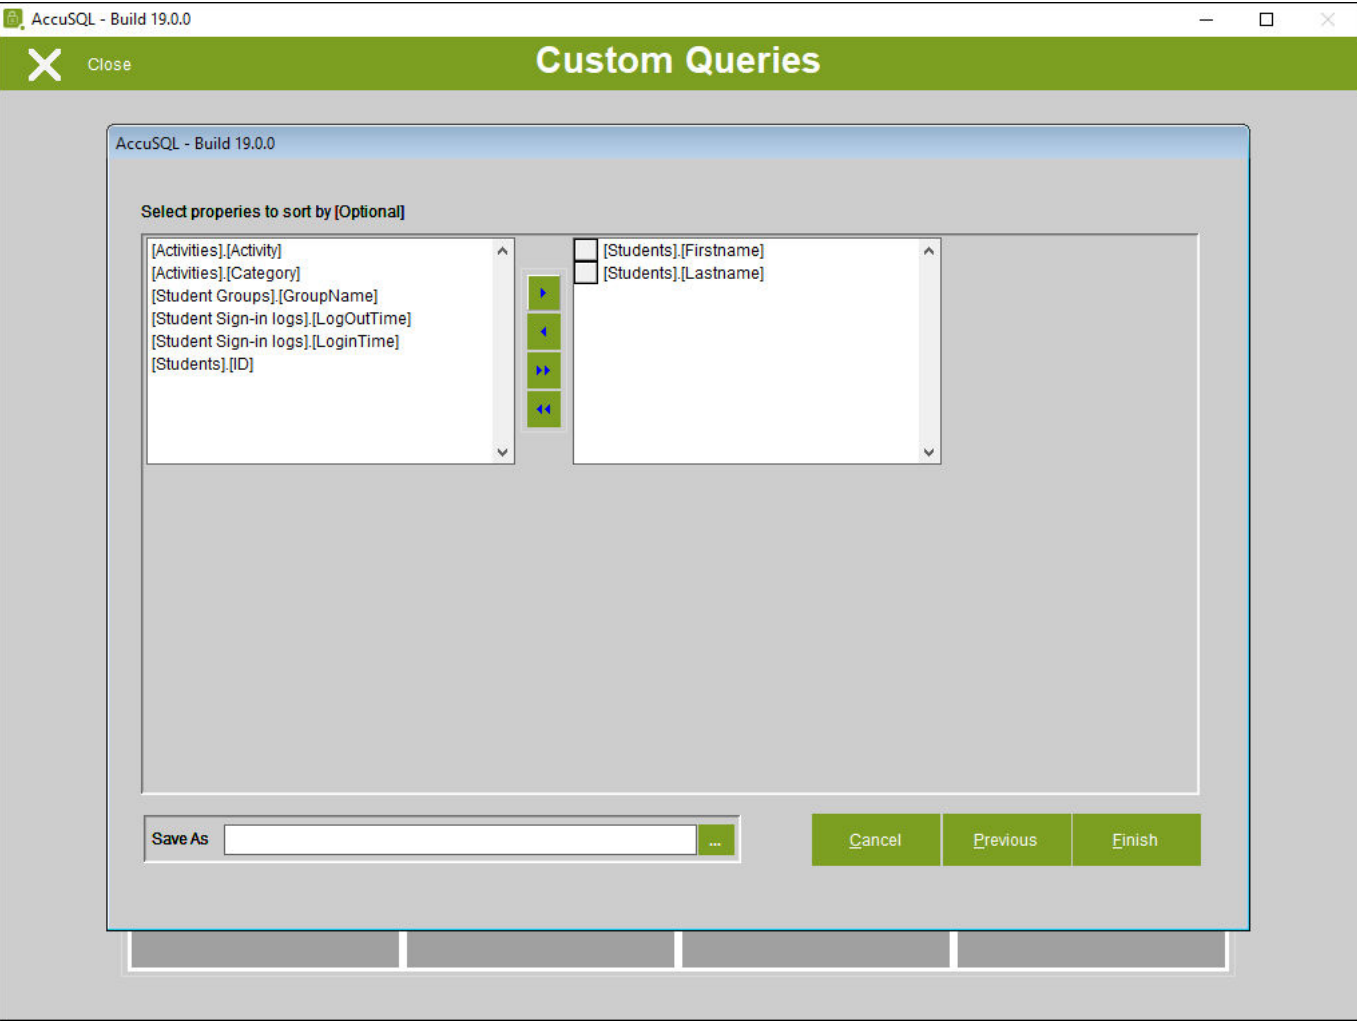 AccuSQL - Build 19.0.0
Close
Custom Queries
AccuSQL - Build 19.0.0
Select properies to sort by [Optional]
[Activities].[Activity]
[Activities].[Category]
[Student Groups].[GroupName]
[Student Sign-in logs].[LogOutTime]
[Student Sign-in logs].[LoginTime]
[Students].[ID]
[Students].[Firstname]
[Students].[Lastname]
Save As
...
Cancel
Previous
Finish